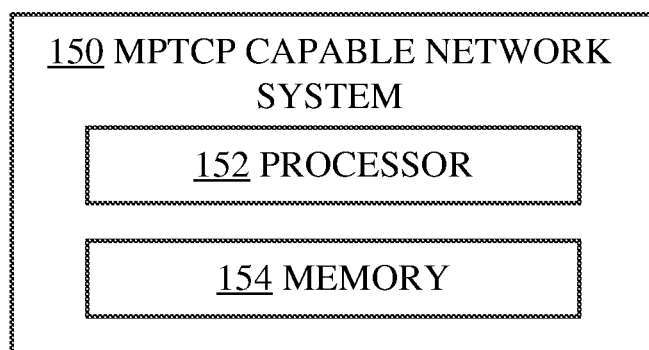 150 MPTCP CAPABLE NETWORK
SYSTEM
152 PROCESSOR
154 MEMORY